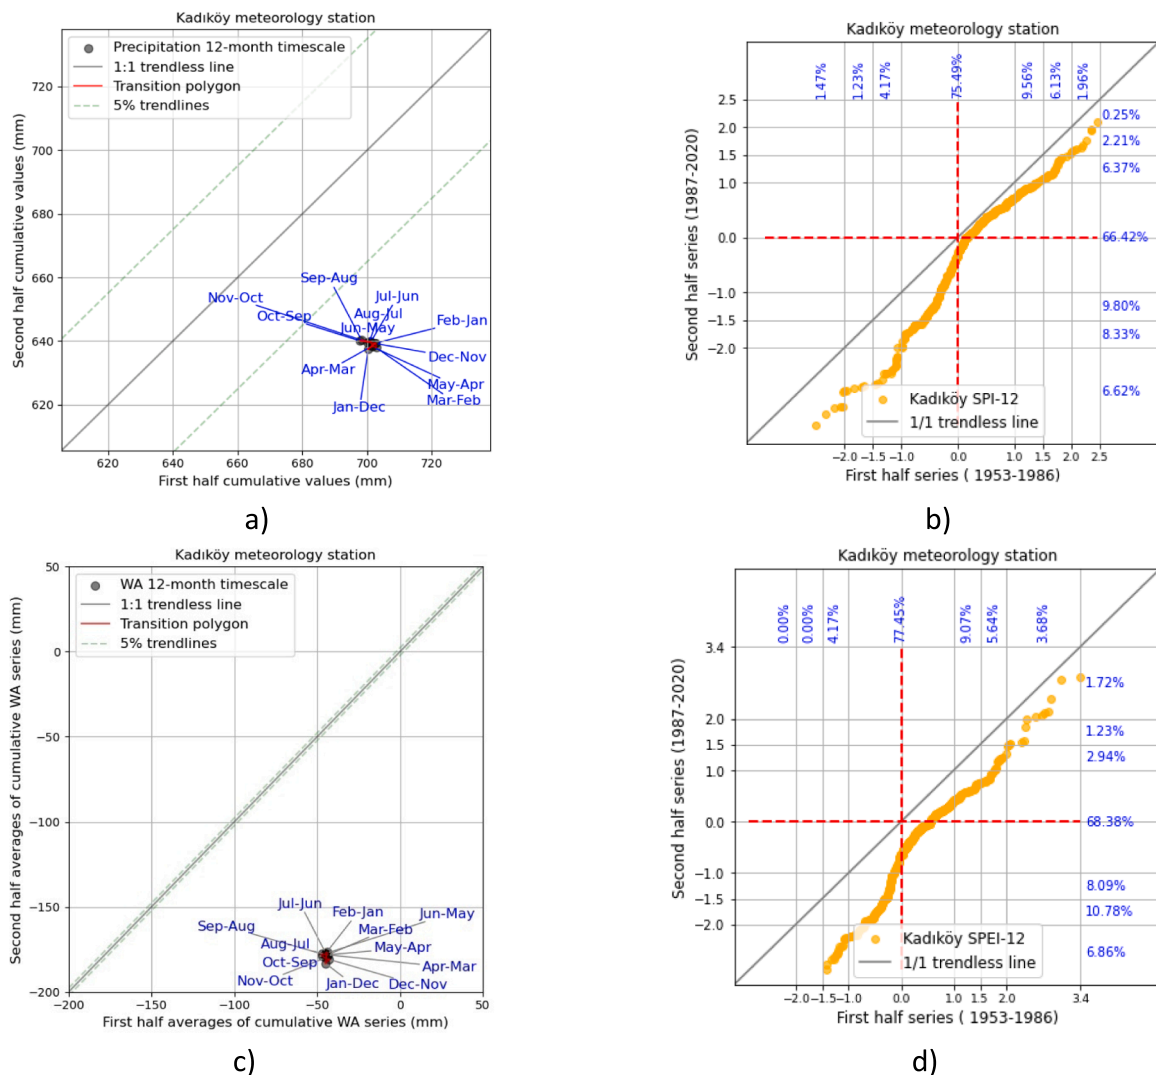 Kadıköy meteorology station
Precipitation 12-month timescale
1:1 trendless line
Transition polygon
5% trendlines
Second half cumulative values (mm)
720
700
680
660
640
620
Sep-Aug
Nov-Oct
Jul-Jun
Oct-Sep
Aug-Jul
Jun-May
Feb-Jan
Apr-Mar
Dec-Nov
May-Apr
Mar-Feb
Jan-Dec
620
640
660
680
700
720
First half cumulative values (mm)
a)
Kadıköy meteorology station
1.47%
1.23%
4.17%
75.49%
9.56%
6.13%
1.96%
Second half series (1987-2020)
2.5
2.0
1.5
1.0
0.0
−1.0
−2.0
0.25%
2.21%
6.37%
66.42%
9.80%
8.33%
6.62%
Kadıköy SPI-12
1/1 trendless line
−2.0
−1.0
0.0
1.0
1.5
2.0
2.5
First half series ( 1953-1986)
b)
Kadıköy meteorology station
WA 12-month timescale
1:1 trendless line
Transition polygon
5% trendlines
Second half averages of cumulative WA series (mm)
50
0
−50
−100
−150
−200
Jul-Jun
Feb-Jan
Jun-May
Sep-Aug
Mar-Feb
Aug-Jul
May-Apr
Oct-Sep
Apr-Mar
Nov-Oct
Jan-Dec
Dec-Nov
−200
−150
−100
−50
0
50
First half averages of cumulative WA series (mm)
c)
Kadıköy meteorology station
0.00%
0.00%
4.17%
77.45%
9.07%
5.64%
3.68%
Second half series (1987-2020)
3.4
2.0
1.5
1.0
0.0
−1.0
−1.5
−2.0
1.72%
1.23%
2.94%
68.38%
8.09%
10.78%
6.86%
Kadıköy SPEI-12
1/1 trendless line
−2.0
−1.5
−1.0
0.0
1.0
1.5
2.0
3.4
First half series ( 1953-1986)
d)